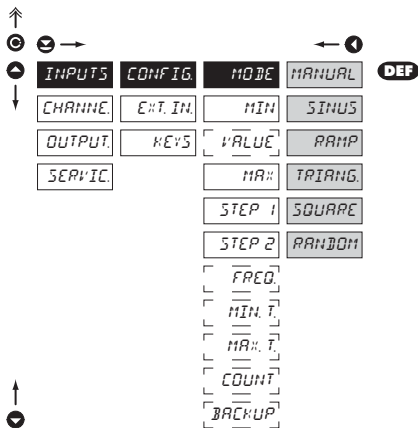 INPUTS CONFIG. MODE MANUAL DEF
CHANNE. EXT. IN. MIN SINUS
OUTPUT. KEYS VALUE RAMP
SERVIC. MAX TRIANG.
STEP 1 SQUARE
STEP 2 RANDOM
FREQ.
MIN. T.
MAX. T.
COUNT
BACKUP